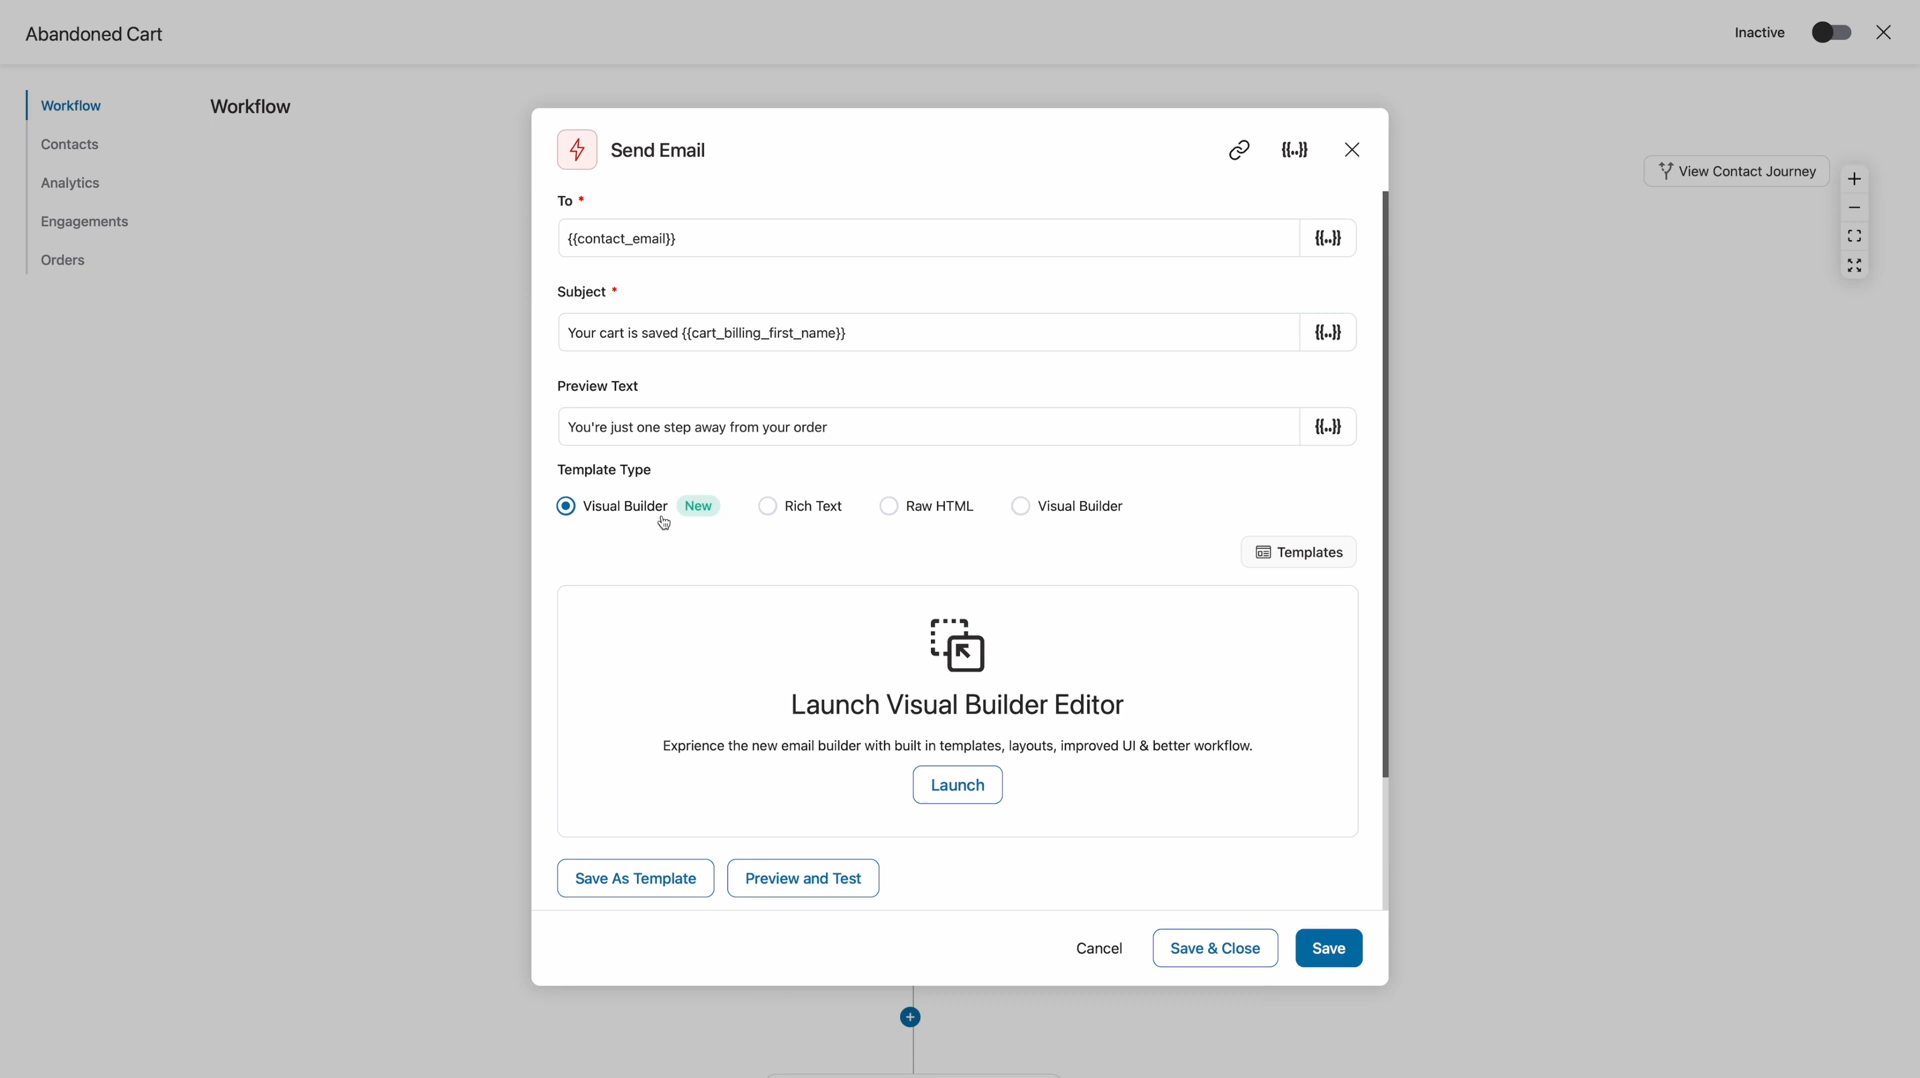 Abandoned Cart
Inactive
Workflow
Contacts
Analytics
Engagements
Orders
Workflow
View Contact Journey
Send Email
{{..}}
To *
{{contact_email}}
{{..}}
Subject *
Your cart is saved {{cart_billing_first_name}}
{{..}}
Preview Text
You're just one step away from your order
{{..}}
Template Type
Visual Builder New Rich Text Raw HTML Visual Builder
Templates
Launch Visual Builder Editor
Exprience the new email builder with built in templates, layouts, improved UI & better workflow.
Launch
Save As Template Preview and Test
Cancel Save & Close Save